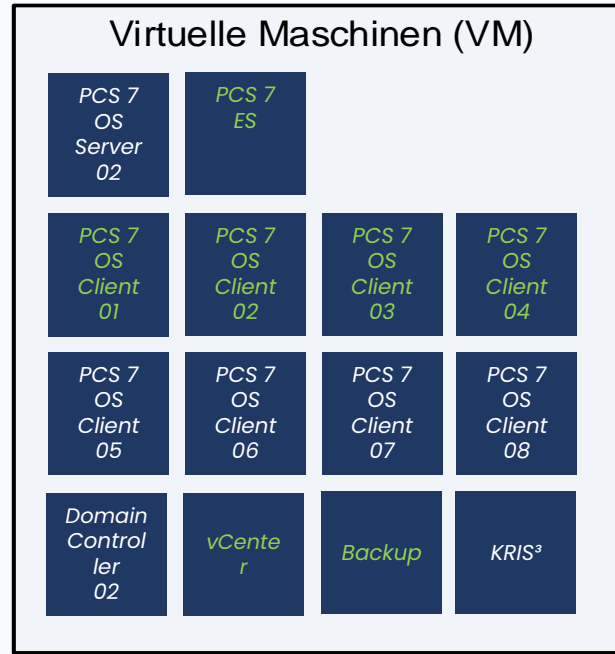 Virtuelle Maschinen (VM)
PCS 7
OS
Server
02
PCS 7
ES
PCS 7
OS
Client
01
PCS 7
OS
Client
02
PCS 7
OS
Client
03
PCS 7
OS
Client
04
PCS 7
OS
Client
05
PCS 7
OS
Client
06
PCS 7
OS
Client
07
PCS 7
OS
Client
08
Domain
Control
ler
02
vCente
r
Backup
KRIS³